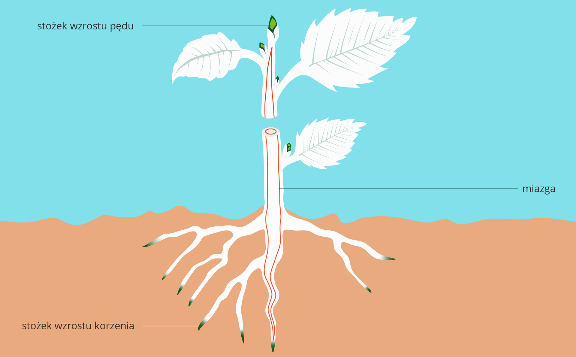 stożek wzrostu pędu
miazga
stożek wzrostu korzenia